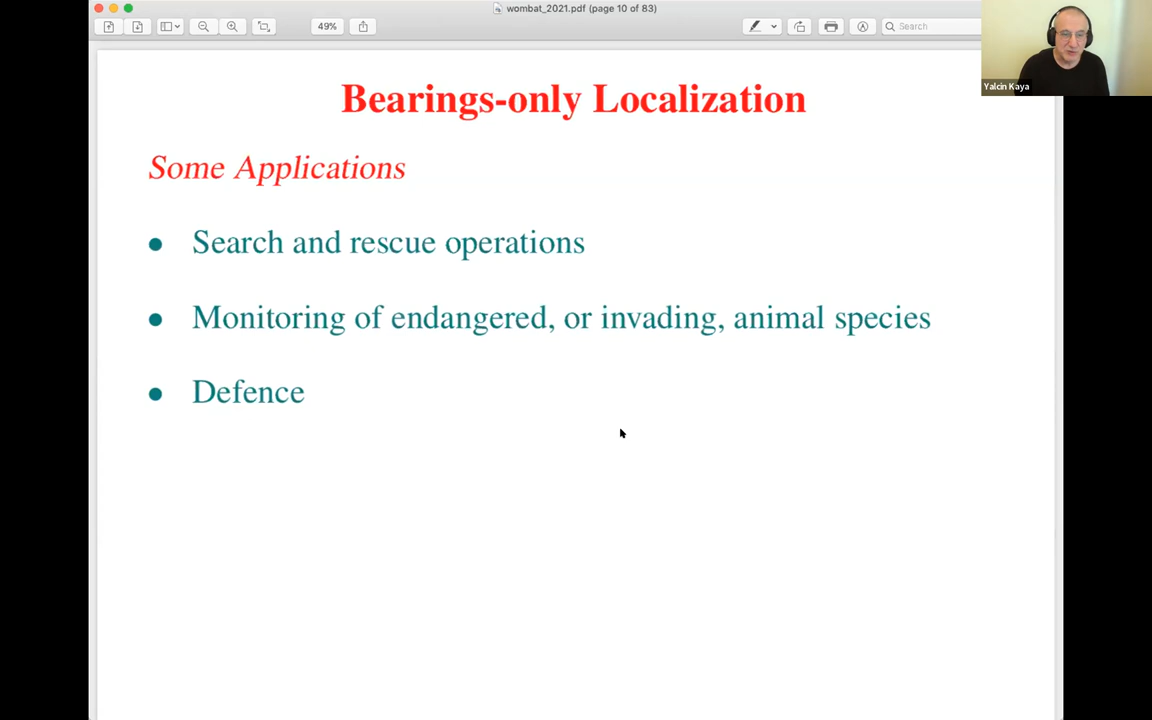 wombat_2021.pdf (page 10 of 83)
49%
Search
Yalcin Kaya
Bearings-only Localization
Some Applications
● Search and rescue operations
● Monitoring of endangered, or invading, animal species
● Defence